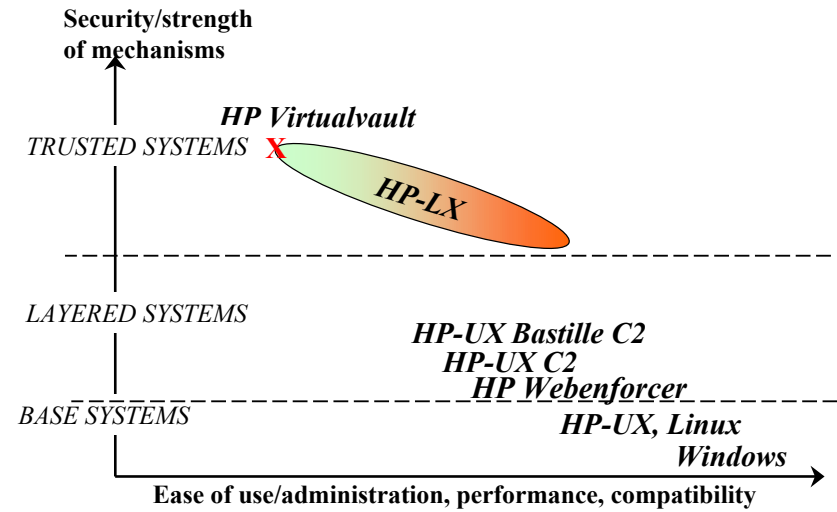 Security/strength
of mechanisms
HP Virtualvault
TRUSTED SYSTEMS
X
HP-LX
LAYERED SYSTEMS
HP-UX Bastille C2
HP-UX C2
HP Webenforcer
BASE SYSTEMS
HP-UX, Linux
Windows
Ease of use/administration, performance, compatibility